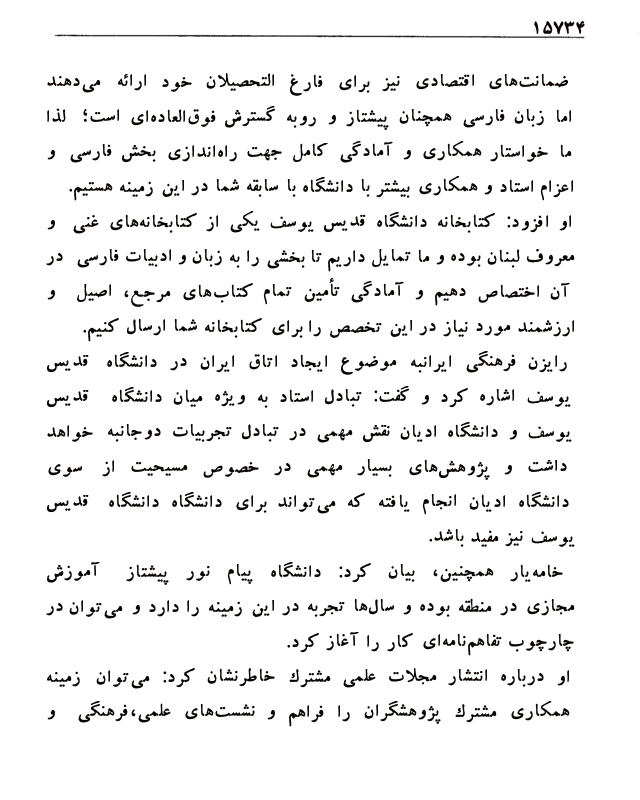 ۱۵۷۳۴
ضمانت‌های اقتصادی نیز برای فارغ التحصیلان خود ارائه می‌دهند
اما زبان فارسی همچنان پیشتاز و روبه گسترش فوق‌العاده‌ای است؛ لذا
ما خواستار همکاری و آمادگی کامل جهت راه‌اندازی بخش فارسی و
اعزام استاد و همکاری بیشتر با دانشگاه با سابقه شما در این زمینه هستیم.
او افزود: کتابخانه دانشگاه قدیس یوسف یکی از کتابخانه‌های غنی و
معروف لبنان بوده و ما تمایل داریم تا بخشی را به زبان و ادبیات فارسی در
آن اختصاص دهیم و آمادگی تأمین تمام کتاب‌های مرجع، اصیل و
ارزشمند مورد نیاز در این تخصص را برای کتابخانه شما ارسال کنیم.
رایزن فرهنگی ایرانبه موضوع ایجاد اتاق ایران در دانشگاه قدیس
یوسف اشاره کرد و گفت: تبادل استاد به ویژه میان دانشگاه قدیس
یوسف و دانشگاه ادیان نقش مهمی در تبادل تجربیات دوجانبه خواهد
داشت و پژوهش‌های بسیار مهمی در خصوص مسیحیت از سوی
دانشگاه ادیان انجام یافته که می‌تواند برای دانشگاه دانشگاه قدیس
یوسف نیز مفید باشد.
خامه‌یار همچنین، بیان کرد: دانشگاه پیام نور پیشتاز آموزش
مجازی در منطقه بوده و سال‌ها تجربه در این زمینه را دارد و می‌توان در
چارچوب تفاهم‌نامه‌ای کار را آغاز کرد.
او درباره انتشار مجلات علمی مشترك خاطرنشان کرد: می‌توان زمینه
همکاری مشترك پژوهشگران را فراهم و نشست‌های علمی،فرهنگی و